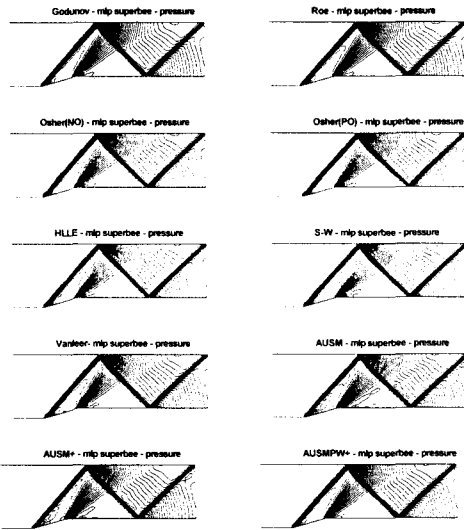 Godunov - mlp superbee - pressure
Roe - mlp superbee - pressure
Osher(NO) - mlp superbee - pressure
Osher(PO) - mlp superbee - pressure
HLLE - mlp superbee - pressure
S-W - mlp superbee - pressure
Vanleer- mlp superbee - pressure
AUSM - mlp superbee - pressure
AUSM+ - mlp superbee - pressure
AUSMPW+ - mlp superbee - pressure